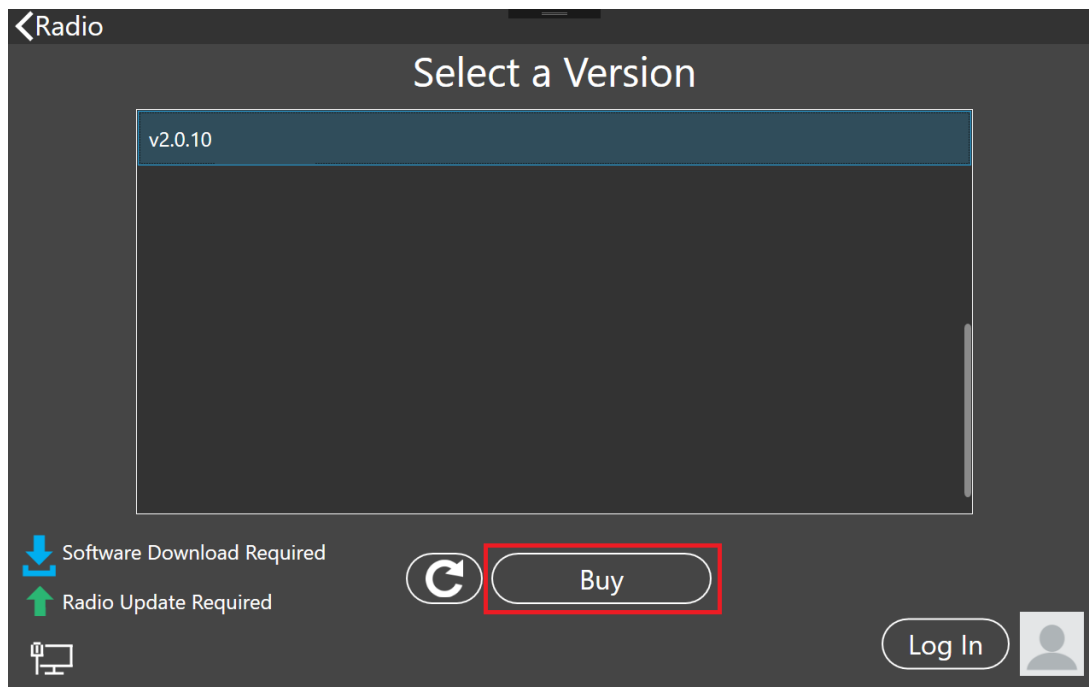 Radio
Select a Version
v2.0.10
Software Download Required
Radio Update Required
Buy
Log In